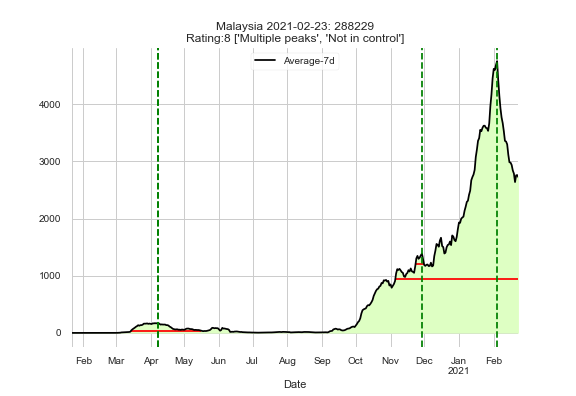 Malaysia 2021-02-23: 288229
Rating:8 ['Multiple peaks', 'Not in control']
Average-7d
4000
3000
2000
1000
0
Feb Mar Apr May Jun Jul Aug Sep Oct Nov Dec Jan Feb
2021
Date